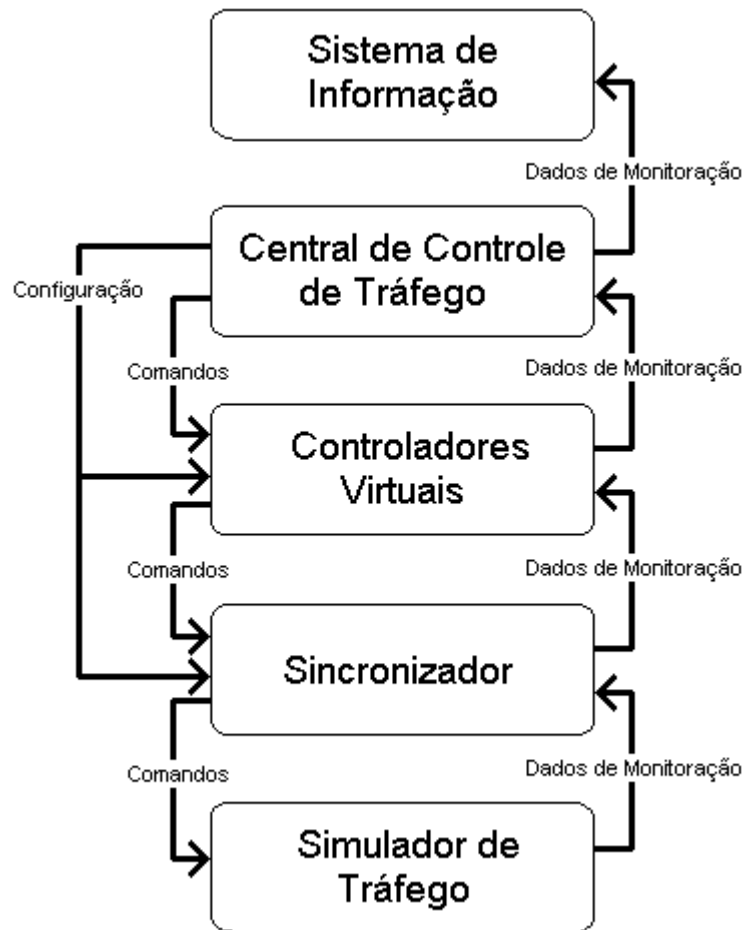 Sistema de
Informação
Dados de Monitoração
Central de Controle
de Tráfego
Configuração
Comandos
Dados de Monitoração
Controladores
Virtuais
Comandos
Dados de Monitoração
Sincronizador
Comandos
Dados de Monitoração
Simulador de
Tráfego